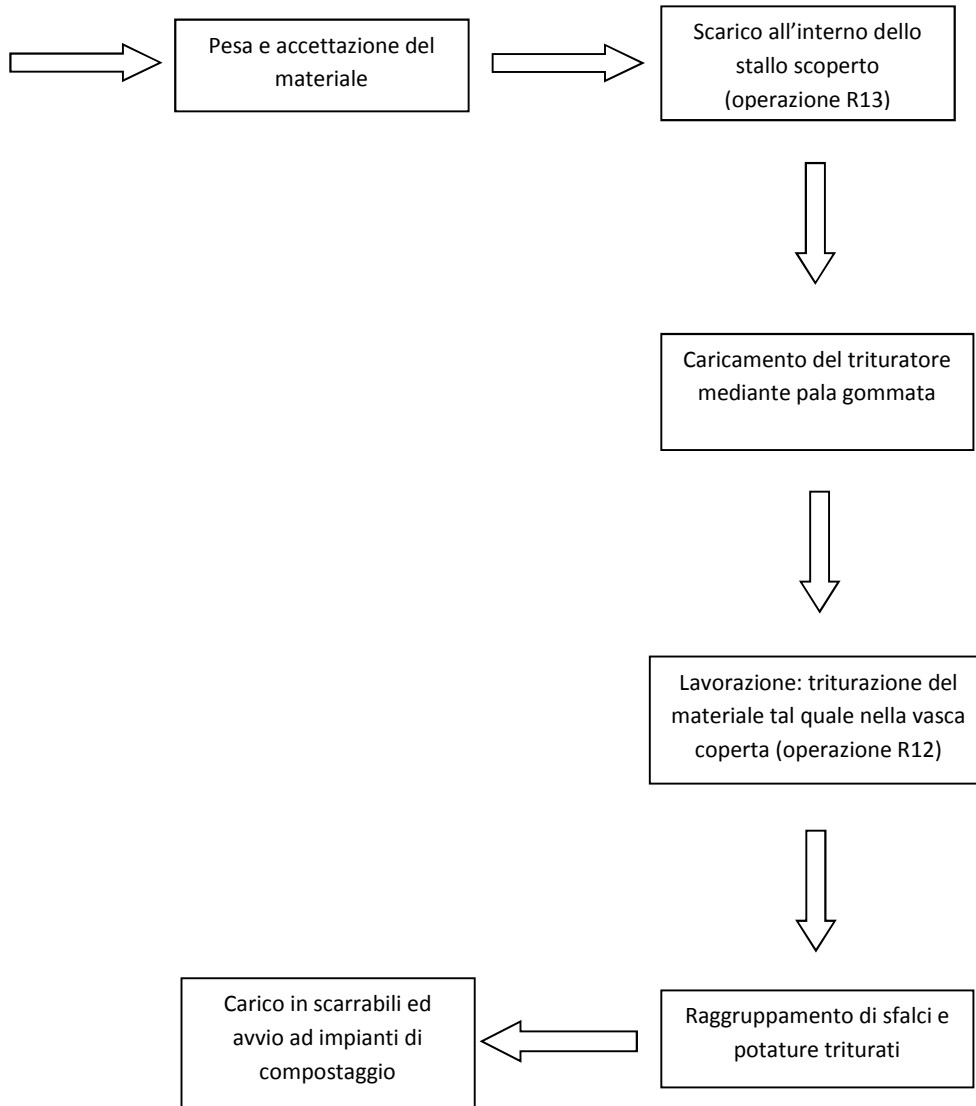 Pesa e accettazione del
materiale
Scarico all’interno dello
stallo scoperto
(operazione R13)
Caricamento del trituratore
mediante pala gommata
Lavorazione: triturazione del
materiale tal quale nella vasca
coperta (operazione R12)
Raggruppamento di sfalci e
potature triturati
Carico in scarrabili ed
avvio ad impianti di
compostaggio